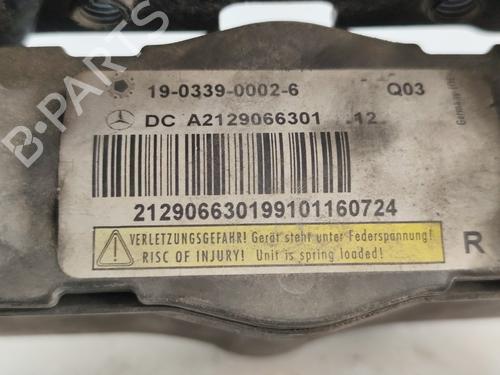 19-0339-0002-6 Q03
DC A2129066301 12
212906630199101160724
VERLETZUNGSGEFAHR! Gerät steht unter Federspannung!
RISC OF INJURY! Unit is spring loaded!
R
B-PARTS